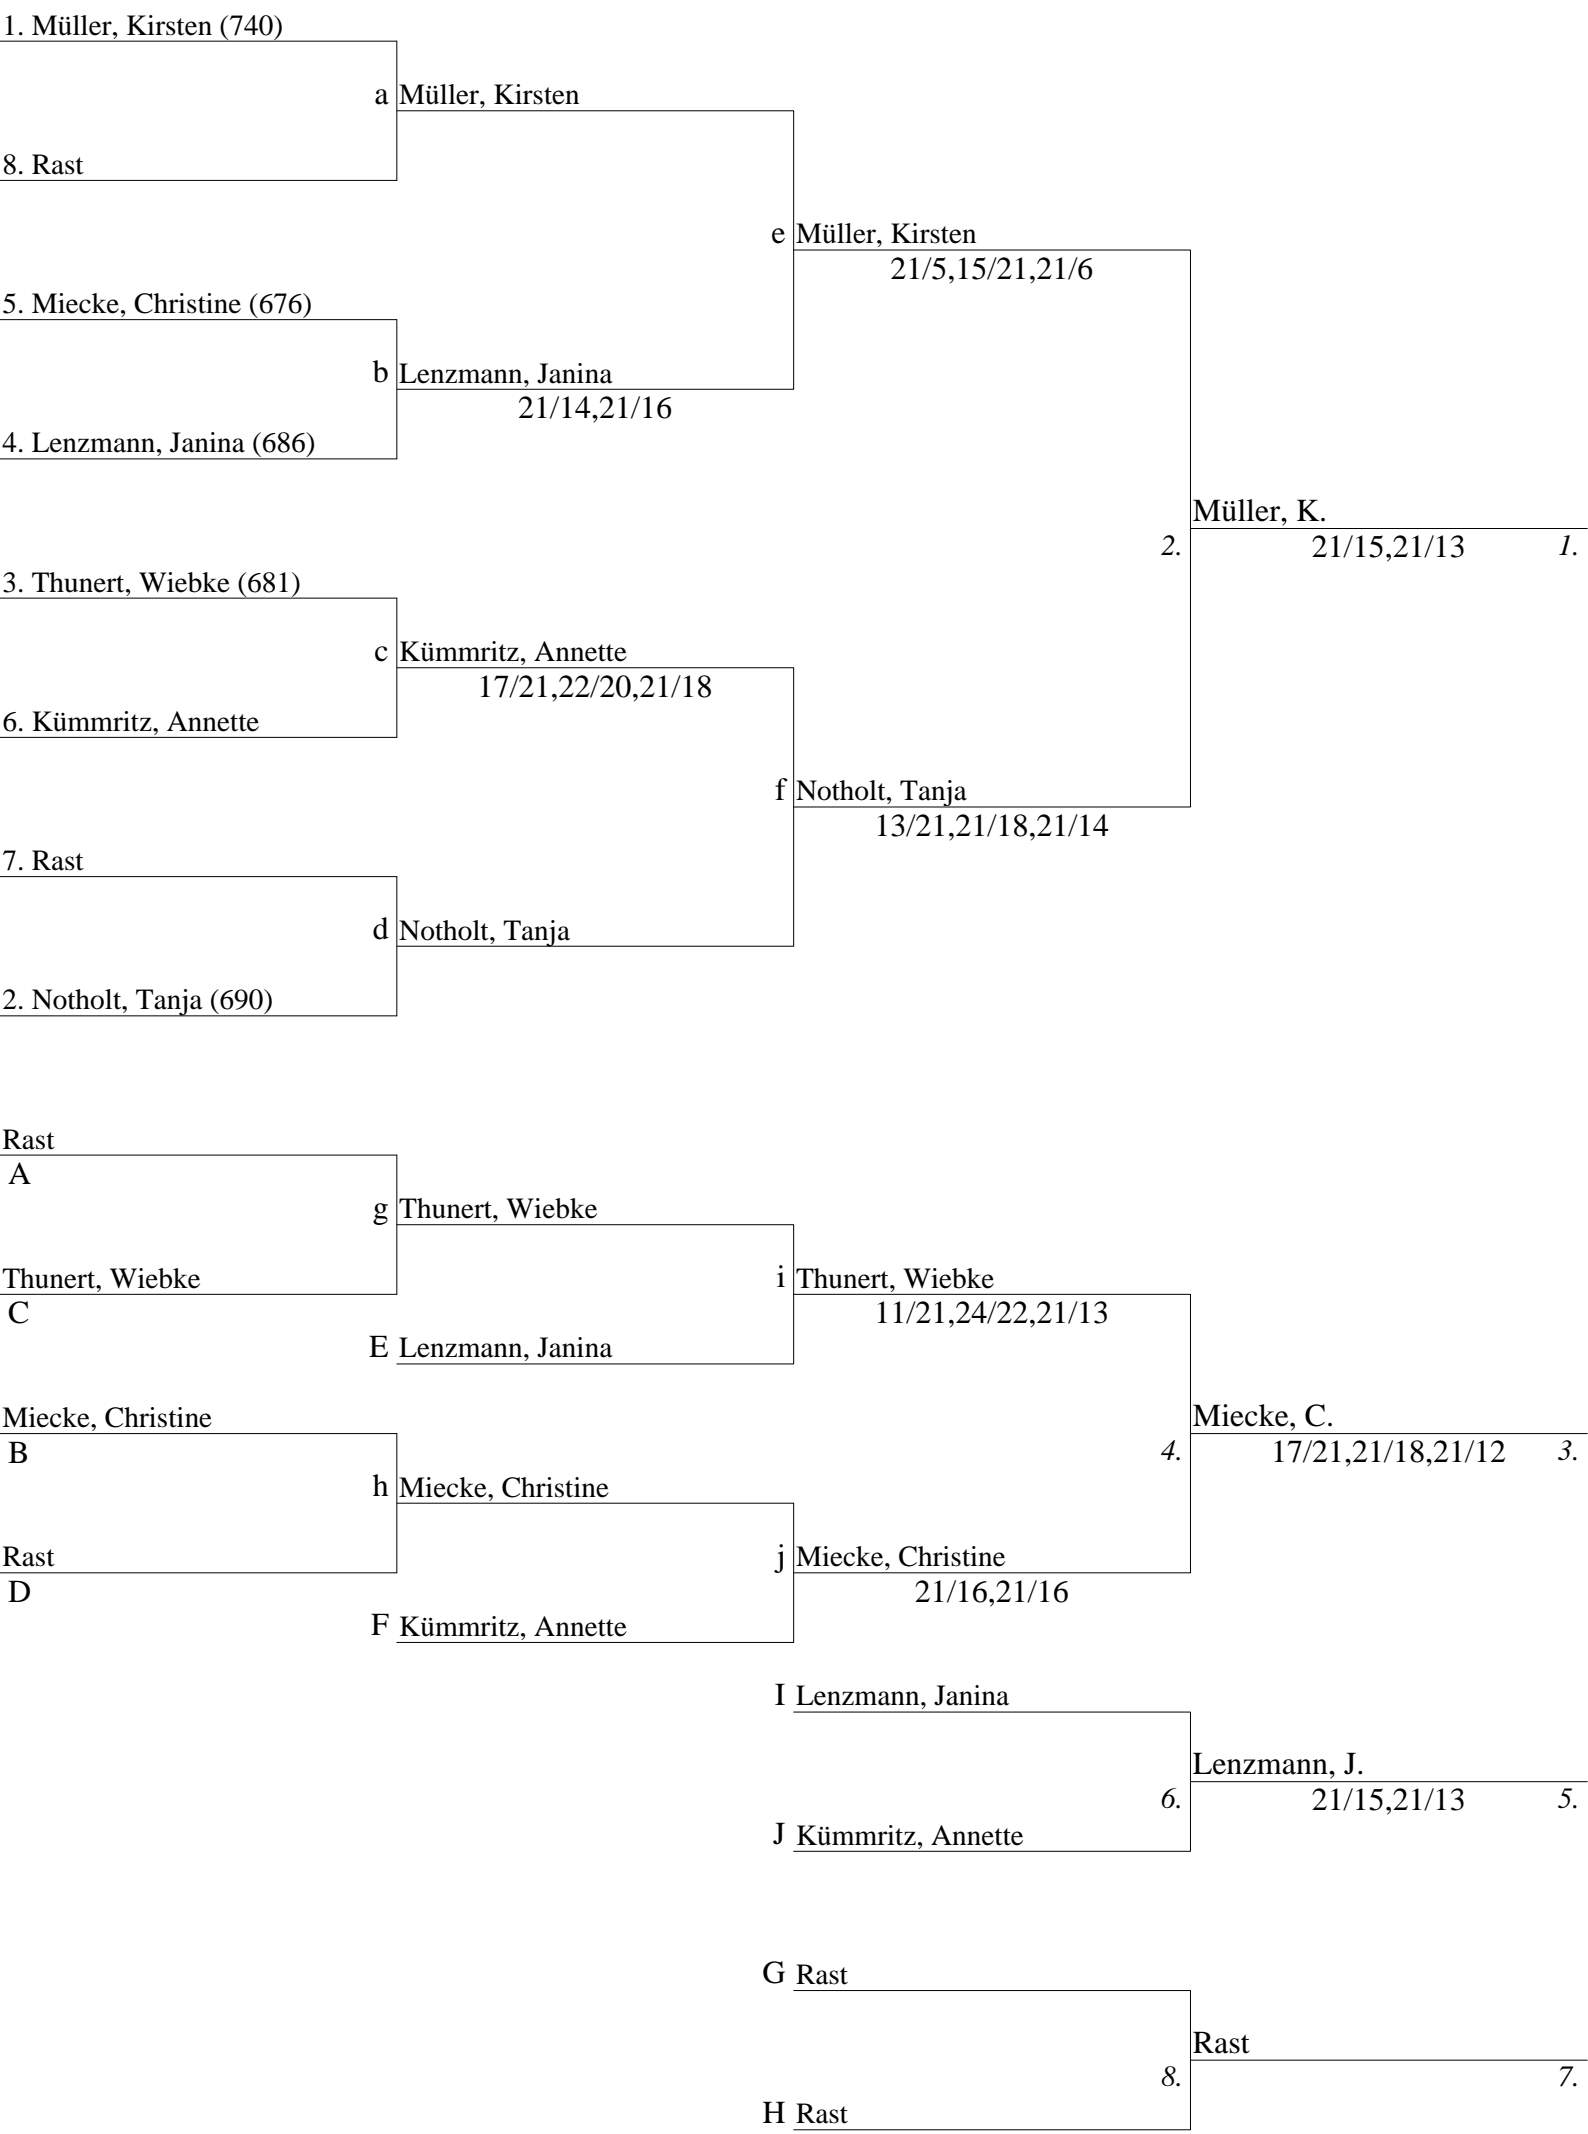 1. Müller, Kirsten (740)
a Müller, Kirsten
8. Rast
e Müller, Kirsten
21/5,15/21,21/6
5. Miecke, Christine (676)
b Lenzmann, Janina
21/14,21/16
4. Lenzmann, Janina (686)
Müller, K.
2. 21/15,21/13 1.
3. Thunert, Wiebke (681)
c Kümmritz, Annette
17/21,22/20,21/18
6. Kümmritz, Annette
f Notholt, Tanja
13/21,21/18,21/14
7. Rast
d Notholt, Tanja
2. Notholt, Tanja (690)
Rast
A
g Thunert, Wiebke
Thunert, Wiebke
C
i Thunert, Wiebke
11/21,24/22,21/13
E Lenzmann, Janina
Miecke, Christine
B
Miecke, C.
4. 17/21,21/18,21/12 3.
h Miecke, Christine
Rast
D
j Miecke, Christine
21/16,21/16
F Kümmritz, Annette
I Lenzmann, Janina
Lenzmann, J.
6. 21/15,21/13 5.
J Kümmritz, Annette
G Rast
Rast
8. 7.
H Rast